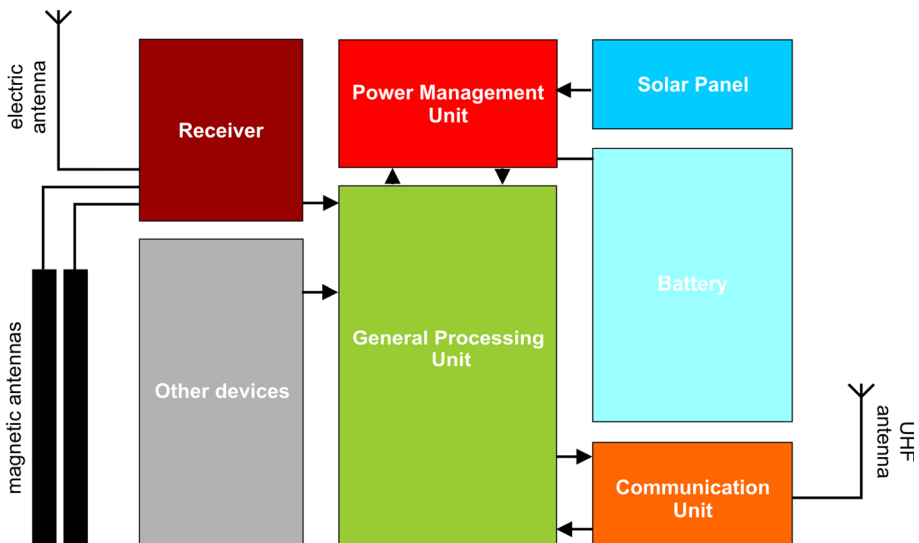 electric
antenna
Receiver
Power Management
Unit
Solar Panel
Battery
General Processing
Unit
Other devices
magnetic antennas
Communication
Unit
UHF
antenna